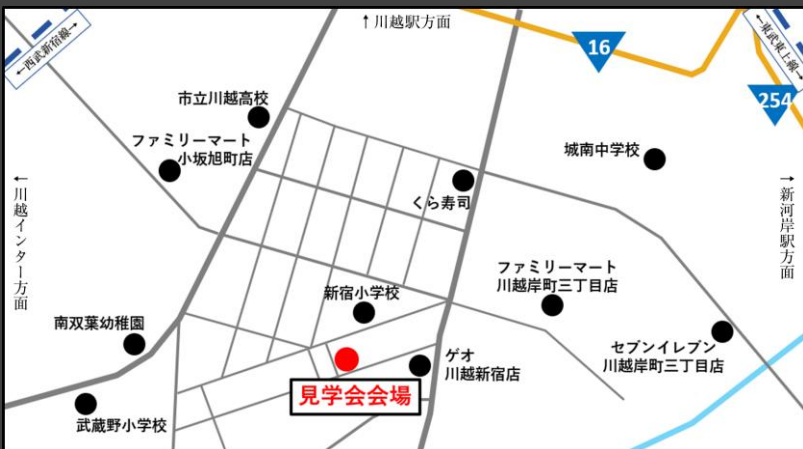 ↑川越駅方面
←西武新宿線→
16
←東武東上線→
254
市立川越高校
ファミリーマート
小坂旭町店
城南中学校
くら寿司
←川越インター方面
→新河岸駅方面
新宿小学校
ファミリーマート
川越岸町三丁目店
南双葉幼稚園
ゲオ
川越新宿店
セブンイレブン
川越岸町三丁目店
見学会会場
武蔵野小学校